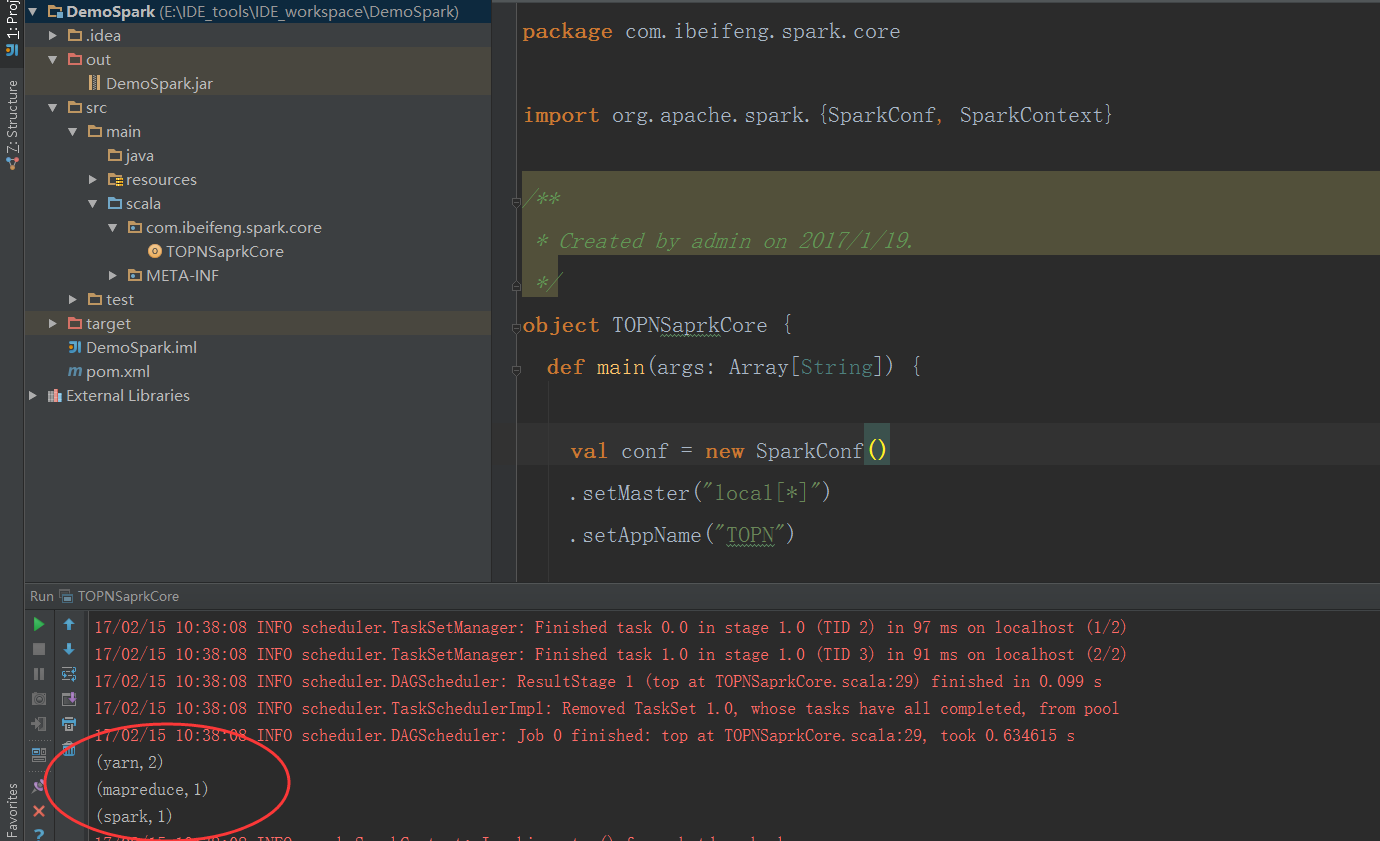 1: Proj
Z: Structure
Favorites
DemoSpark (E:\IDE_tools\IDE_workspace\DemoSpark)
.idea
out
DemoSpark.jar
src
main
java
resources
scala
com.ibeifeng.spark.core
TOPNSaprkCore
META-INF
test
target
DemoSpark.iml
pom.xml
External Libraries
package com.ibeifeng.spark.core
import org.apache.spark.{SparkConf, SparkContext}
/**
* Created by admin on 2017/1/19.
*/
object TOPNSaprkCore {
def main(args: Array[String]) {
val conf = new SparkConf()
.setMaster("local[*]")
.setAppName("TOPN")
Run TOPNSaprkCore
17/02/15 10:38:08 INFO scheduler.TaskSetManager: Finished task 0.0 in stage 1.0 (TID 2) in 97 ms on localhost (1/2)
17/02/15 10:38:08 INFO scheduler.TaskSetManager: Finished task 1.0 in stage 1.0 (TID 3) in 91 ms on localhost (2/2)
17/02/15 10:38:08 INFO scheduler.DAGScheduler: ResultStage 1 (top at TOPNSaprkCore.scala:29) finished in 0.099 s
17/02/15 10:38:08 INFO scheduler.TaskSchedulerImpl: Removed TaskSet 1.0, whose tasks have all completed, from pool
17/02/15 10:38:08 INFO scheduler.DAGScheduler: Job 0 finished: top at TOPNSaprkCore.scala:29, took 0.634615 s
(yarn,2)
(mapreduce,1)
(spark,1)